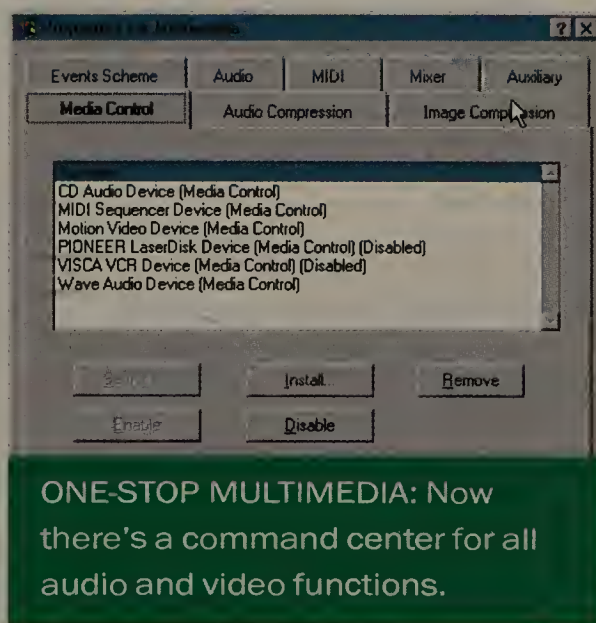 Events Scheme Audio MIDI Mixer Auxiliary
Media Control Audio Compression Image Compression
CD Audio Device (Media Control)
MIDI Sequencer Device (Media Control)
Motion Video Device (Media Control)
PIONEER LaserDisk Device (Media Control) (Disabled)
VISCA VCR Device (Media Control) (Disabled)
Wave Audio Device (Media Control)
Install... Remove
Enable Disable
ONE-STOP MULTIMEDIA: Now
there's a command center for all
audio and video functions.